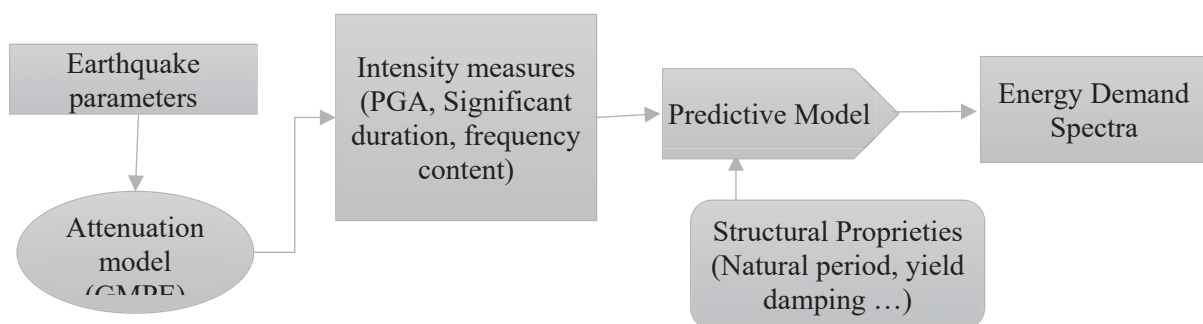 Earthquake
parameters
Attenuation
model
(GMPE)
Intensity measures
(PGA, Significant
duration, frequency
content)
Predictive Model
Structural Proprieties
(Natural period, yield
damping …)
Energy Demand
Spectra